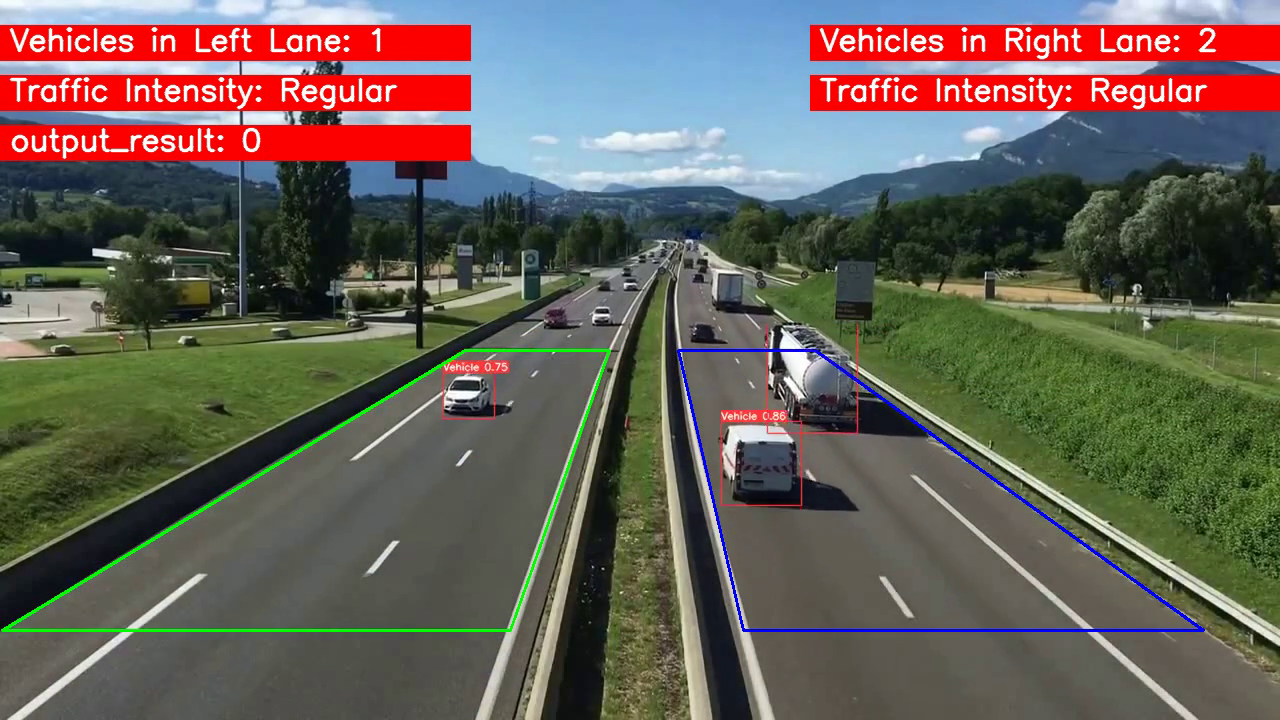 Vehicles in Left Lane: 1
Vehicles in Right Lane: 2
Traffic Intensity: Regular
Traffic Intensity: Regular
output_result: 0
bp
Vehicle 0.75
Vehicle 0.86